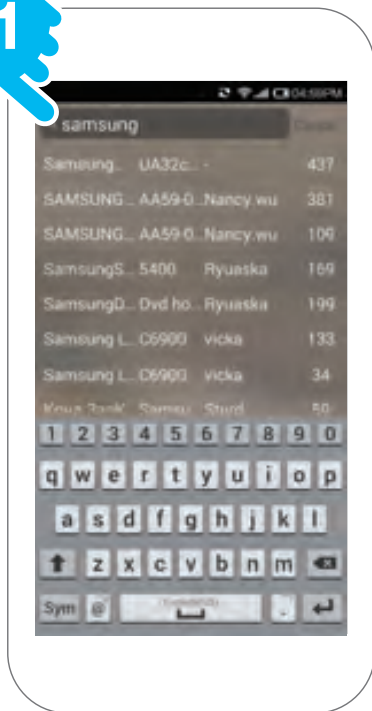 1
04:59PM
samsung
Samsung.. UA32c.. - 437
SAMSUNG... AA59-0...Nancy.wu 381
SAMSUNG... AA59-0...Nancy.wu 109
SamsungS... 5400 Ryuaska 169
SamsungD... Dvd ho.. Ryuaska 199
Samsung L... C6900 vicka 133
Samsung L... C6900 vicka 34
1 2 3 4 5 6 7 8 9 0
q w e r t y u i o p
a s d f g h j k l
z x c v b n m
Sym @ .